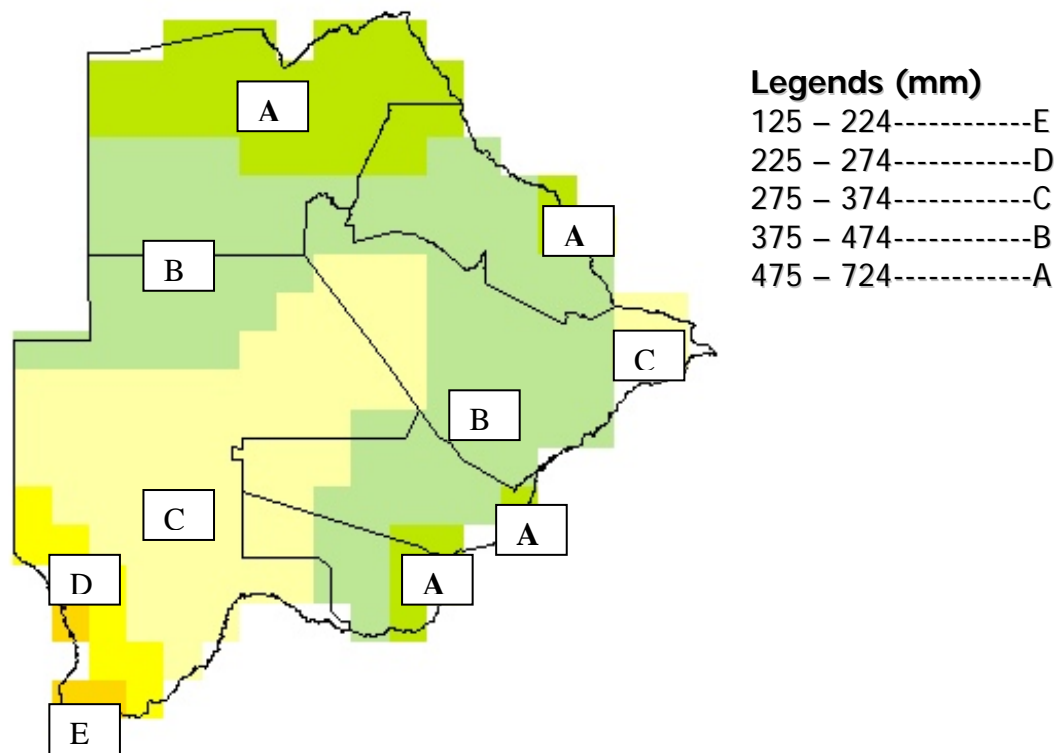 A
Legends (mm)
125 – 224------------E
225 – 274------------D
275 – 374------------C
375 – 474------------B
475 – 724------------A
A
B
C
B
C
A
D
A
E